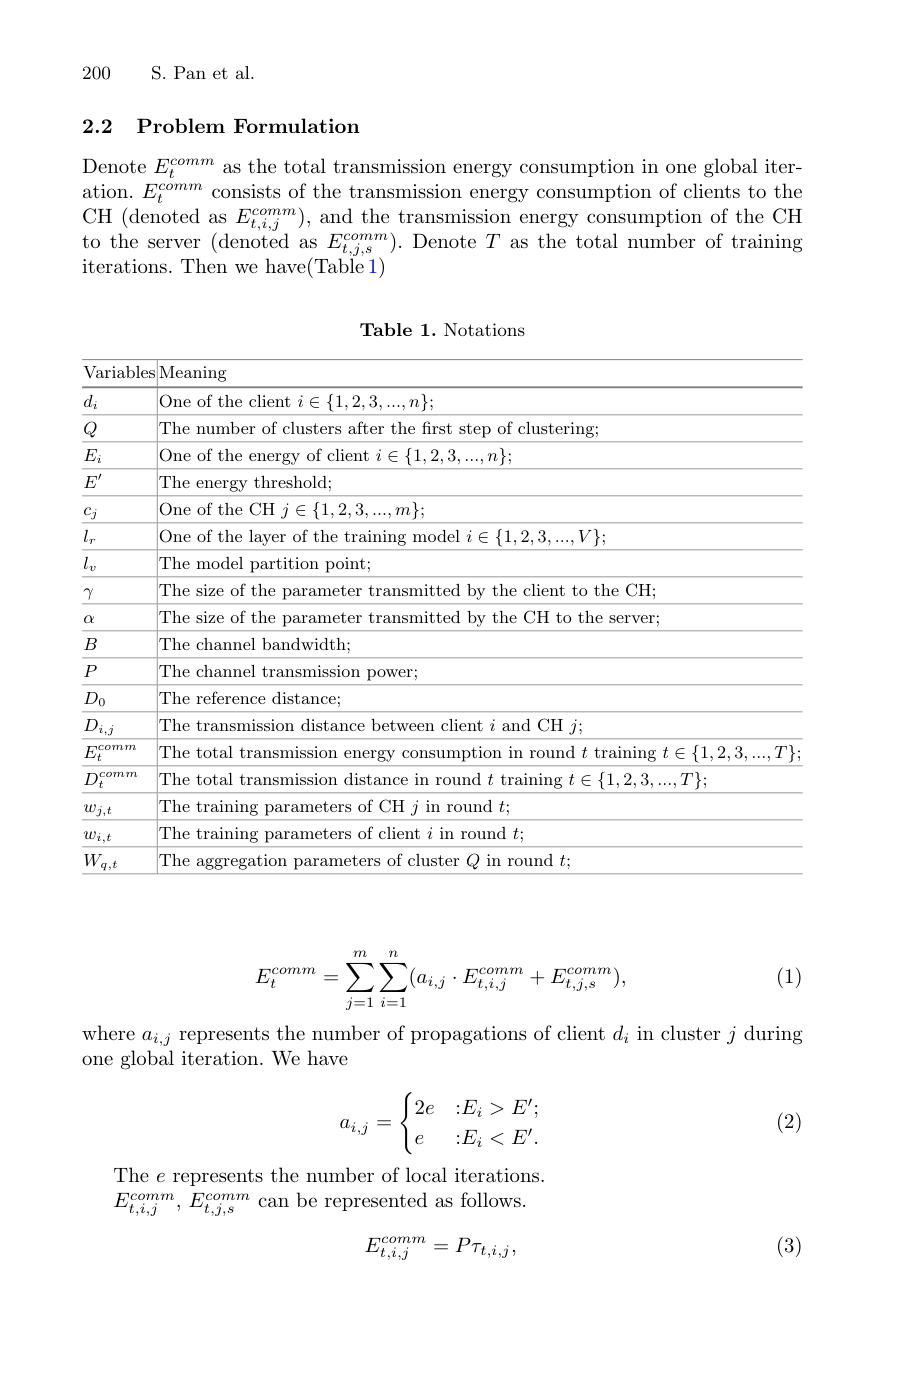 200 S. Pan et al.
2.2 Problem Formulation
Denote $E_t^{comm}$ as the total transmission energy consumption in one global iter-
ation. $E_t^{comm}$ consists of the transmission energy consumption of clients to the
CH (denoted as $E_{t,i,j}^{comm}$), and the transmission energy consumption of the CH
to the server (denoted as $E_{t,j,s}^{comm}$). Denote $T$ as the total number of training
iterations. Then we have(Table 1)
Table 1. Notations
Variables Meaning
$d_i$ One of the client $i \in \{1, 2, 3, ..., n\}$;
$Q$ The number of clusters after the first step of clustering;
$E_i$ One of the energy of client $i \in \{1, 2, 3, ..., n\}$;
$E'$ The energy threshold;
$c_j$ One of the CH $j \in \{1, 2, 3, ..., m\}$;
$l_r$ One of the layer of the training model $i \in \{1, 2, 3, ..., V\}$;
$l_v$ The model partition point;
$\gamma$ The size of the parameter transmitted by the client to the CH;
$\alpha$ The size of the parameter transmitted by the CH to the server;
$B$ The channel bandwidth;
$P$ The channel transmission power;
$D_0$ The reference distance;
$D_{i,j}$ The transmission distance between client $i$ and CH $j$;
$E_t^{comm}$ The total transmission energy consumption in round $t$ training $t \in \{1, 2, 3, ..., T\}$;
$D_t^{comm}$ The total transmission distance in round $t$ training $t \in \{1, 2, 3, ..., T\}$;
$w_{j,t}$ The training parameters of CH $j$ in round $t$;
$w_{i,t}$ The training parameters of client $i$ in round $t$;
$W_{q,t}$ The aggregation parameters of cluster $Q$ in round $t$;
$E_t^{comm} = \sum_{j=1}^{m} \sum_{i=1}^{n} (a_{i,j} \cdot E_{t,i,j}^{comm} + E_{t,j,s}^{comm}),$ (1)
where $a_{i,j}$ represents the number of propagations of client $d_i$ in cluster $j$ during
one global iteration. We have
$a_{i,j} = \begin{cases} 2e & :E_i > E'; \\ e & :E_i < E'. \end{cases}$ (2)
The $e$ represents the number of local iterations.
$E_{t,i,j}^{comm}$, $E_{t,j,s}^{comm}$ can be represented as follows.
$E_{t,i,j}^{comm} = P\tau_{t,i,j},$ (3)